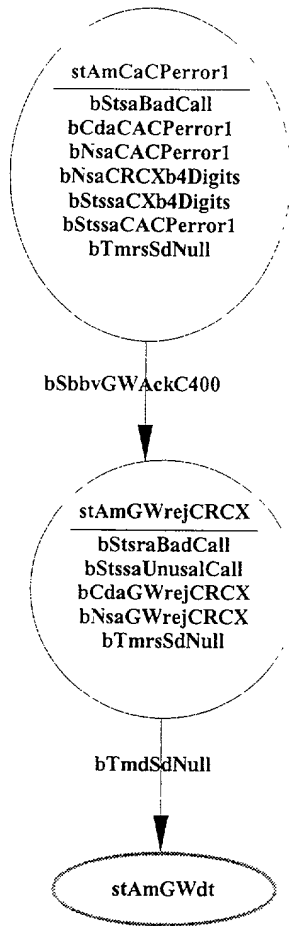 stAmCaCPerror1
bStsaBadCall
bCdaCACPerror1
bNsaCACPerror1
bNsaCRCXb4Digits
bStssaCXb4Digits
bStssaCACPerror1
bTmrsSdNull
bSbbvGWAckC400
stAmGWrejCRCX
bStsraBadCall
bStssaUnusalCall
bCdaGWrejCRCX
bNsaGWrejCRCX
bTmrsSdNull
bTmdSdNull
stAmGWdt